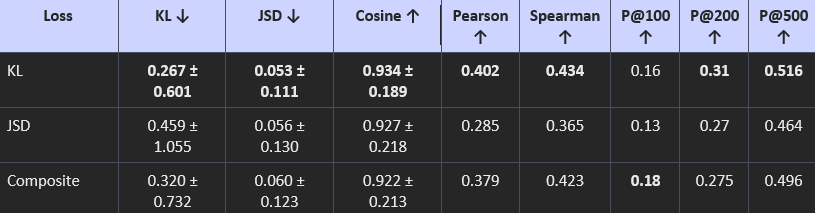 Loss KL ↓ JSD ↓ Cosine ↑ Pearson ↑ Spearman ↑ P@100 ↑ P@200 ↑ P@500 ↑
KL 0.267 ± 0.601 0.053 ± 0.111 0.934 ± 0.189 0.402 0.434 0.16 0.31 0.516
JSD 0.459 ± 1.055 0.056 ± 0.130 0.927 ± 0.218 0.285 0.365 0.13 0.27 0.464
Composite 0.320 ± 0.732 0.060 ± 0.123 0.922 ± 0.213 0.379 0.423 0.18 0.275 0.496